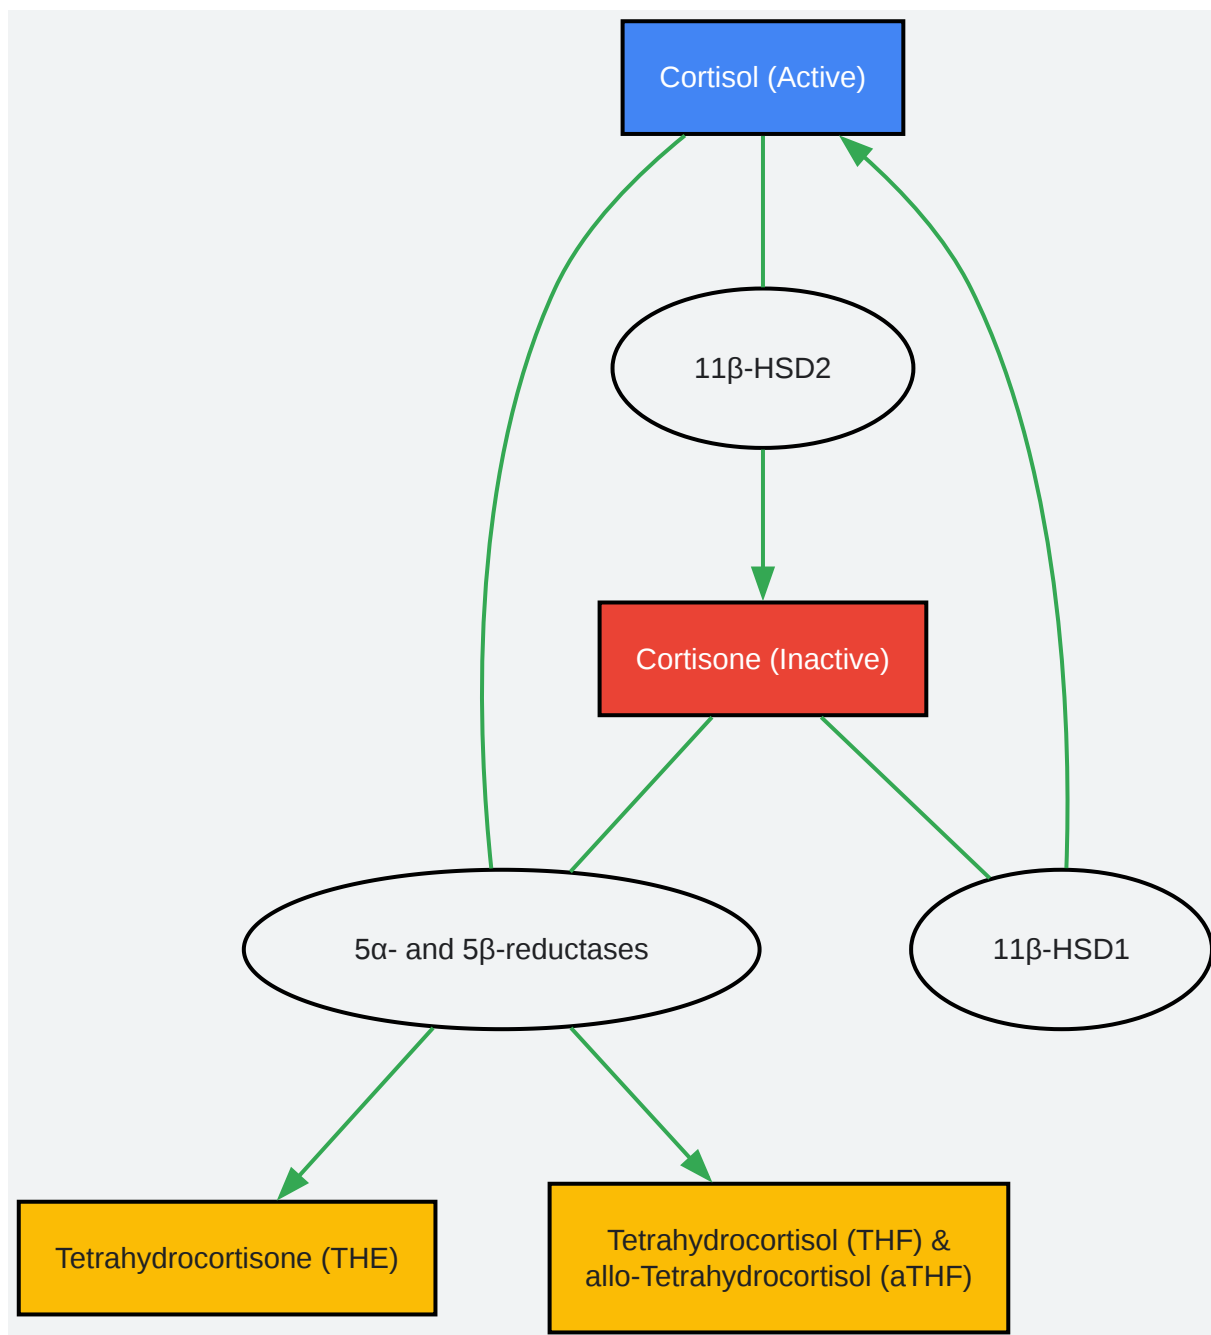 Cortisol (Active)
11β-HSD2
Cortisone (Inactive)
5α- and 5β-reductases
11β-HSD1
Tetrahydrocortisone (THE)
Tetrahydrocortisol (THF) &
allo-Tetrahydrocortisol (aTHF)